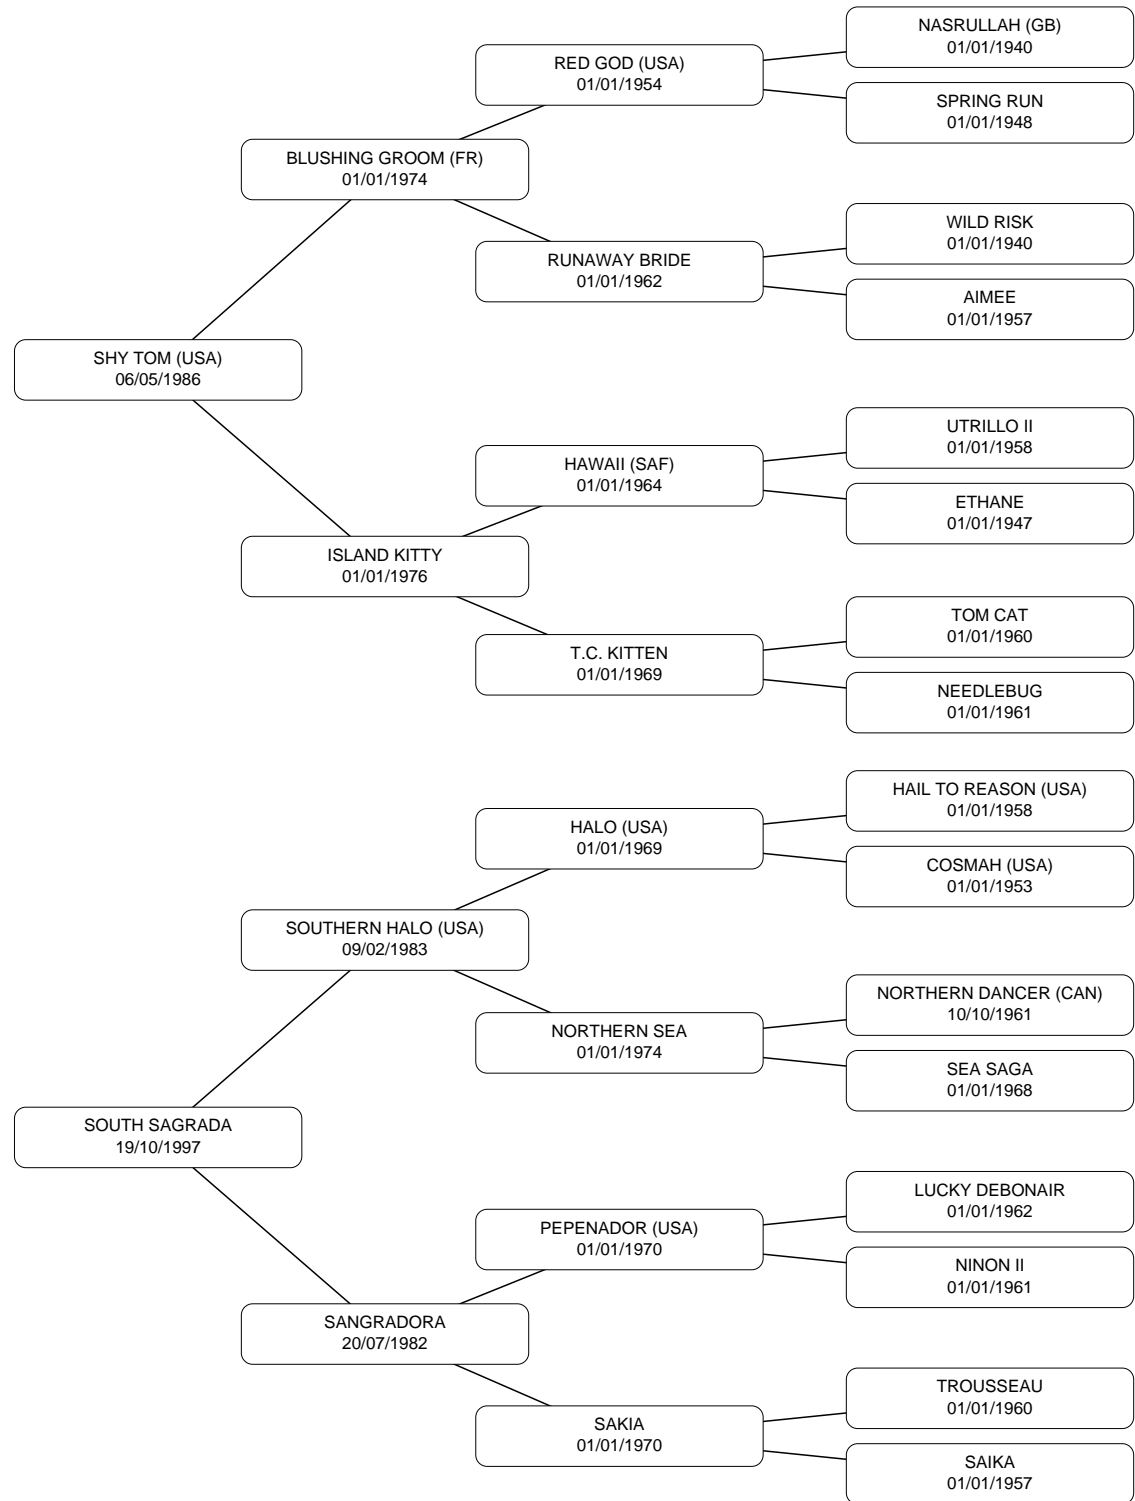 NASRULLAH (GB)
01/01/1940
RED GOD (USA)
01/01/1954
SPRING RUN
01/01/1948
BLUSHING GROOM (FR)
01/01/1974
WILD RISK
01/01/1940
RUNAWAY BRIDE
01/01/1962
AIMEE
01/01/1957
SHY TOM (USA)
06/05/1986
UTRILLO II
01/01/1958
HAWAII (SAF)
01/01/1964
ETHANE
01/01/1947
ISLAND KITTY
01/01/1976
TOM CAT
01/01/1960
T.C. KITTEN
01/01/1969
NEEDLEBUG
01/01/1961
HAIL TO REASON (USA)
01/01/1958
HALO (USA)
01/01/1969
COSMAH (USA)
01/01/1953
SOUTHERN HALO (USA)
09/02/1983
NORTHERN DANCER (CAN)
10/10/1961
NORTHERN SEA
01/01/1974
SEA SAGA
01/01/1968
SOUTH SAGRADA
19/10/1997
LUCKY DEBONAIR
01/01/1962
PEPENADOR (USA)
01/01/1970
NINON II
01/01/1961
SANGRADORA
20/07/1982
TROUSSEAU
01/01/1960
SAKIA
01/01/1970
SAIKA
01/01/1957